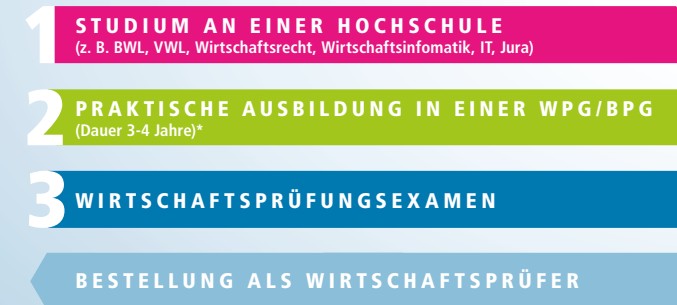 1 STUDIUM AN EINER HOCHSCHULE
(z. B. BWL, VWL, Wirtschaftsrecht, Wirtschaftsinfomatik, IT, Jura)
2 PRAKTISCHE AUSBILDUNG IN EINER WPG/BPG
(Dauer 3-4 Jahre)*
3 WIRTSCHAFTSPRÜFUNGSEXAMEN
BESTELLUNG ALS WIRTSCHAFTSPRÜFER